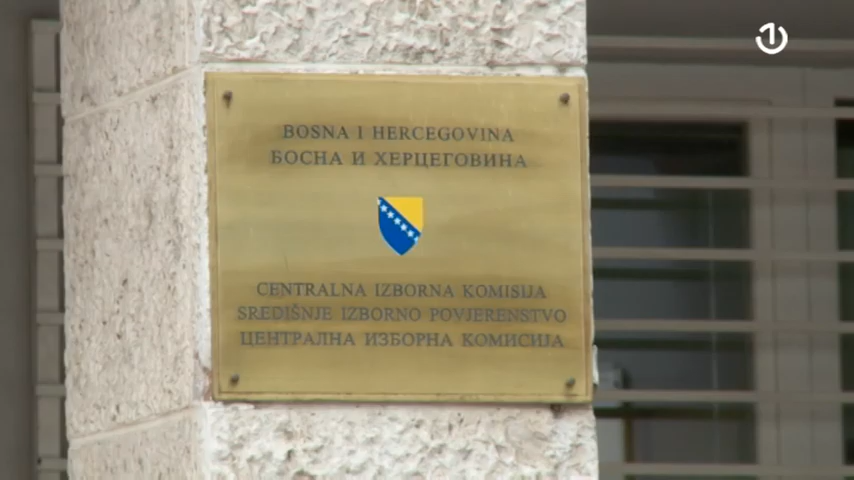 BOSNA I HERCEGOVINA
БОСНА И ХЕРЦЕГОВИНА
CENTRALNA IZBORNA KOMISIJA
SREDIŠNJE IZBORNO POVJERENSTVO
ЦЕНТРАЛНА ИЗБОРНА КОМИСИЈА